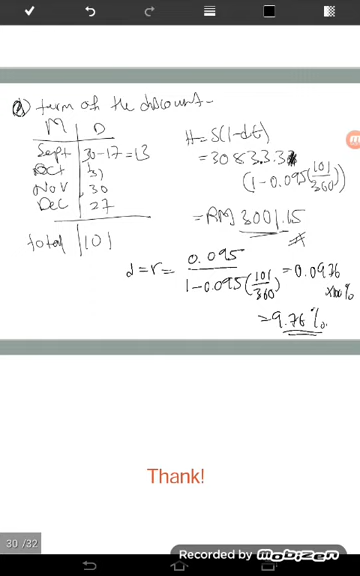 a) term of the discount -
M | D
Sept | 30-17=13
Oct | 31
Nov | 30
Dec | 27
total | 101
H = S(1-dt)
= 3083.33
(1-0.095(101/360))
= RM 3001.15 #
d = r = 0.095 / 1-0.095(101/360) = 0.0976
x100%
= 9.76%
Thank!
30 /32
Recorded by mobizen